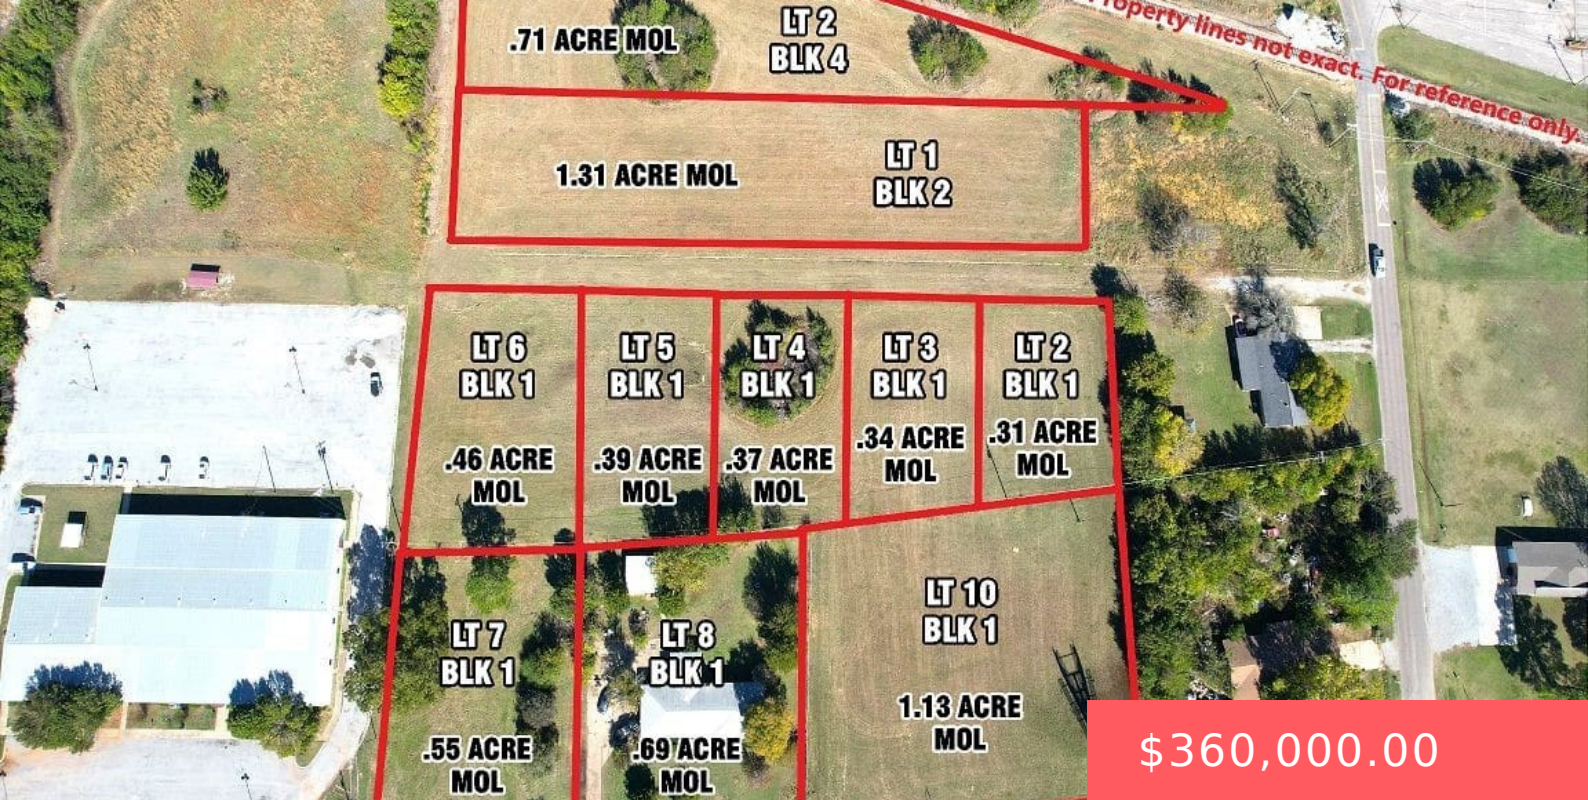 Property lines not exact. For reference only.
.71 ACRE MOL
LT 2
BLK 4
1.31 ACRE MOL
LT 1
BLK 2
LT 6
BLK 1
.46 ACRE
MOL
LT 5
BLK 1
.39 ACRE
MOL
LT 4
BLK 1
.37 ACRE
MOL
LT 3
BLK 1
.34 ACRE
MOL
LT 2
BLK 1
.31 ACRE
MOL
LT 7
BLK 1
.55 ACRE
MOL
LT 8
BLK 1
.69 ACRE
MOL
LT 10
BLK 1
1.13 ACRE
MOL
$360,000.00